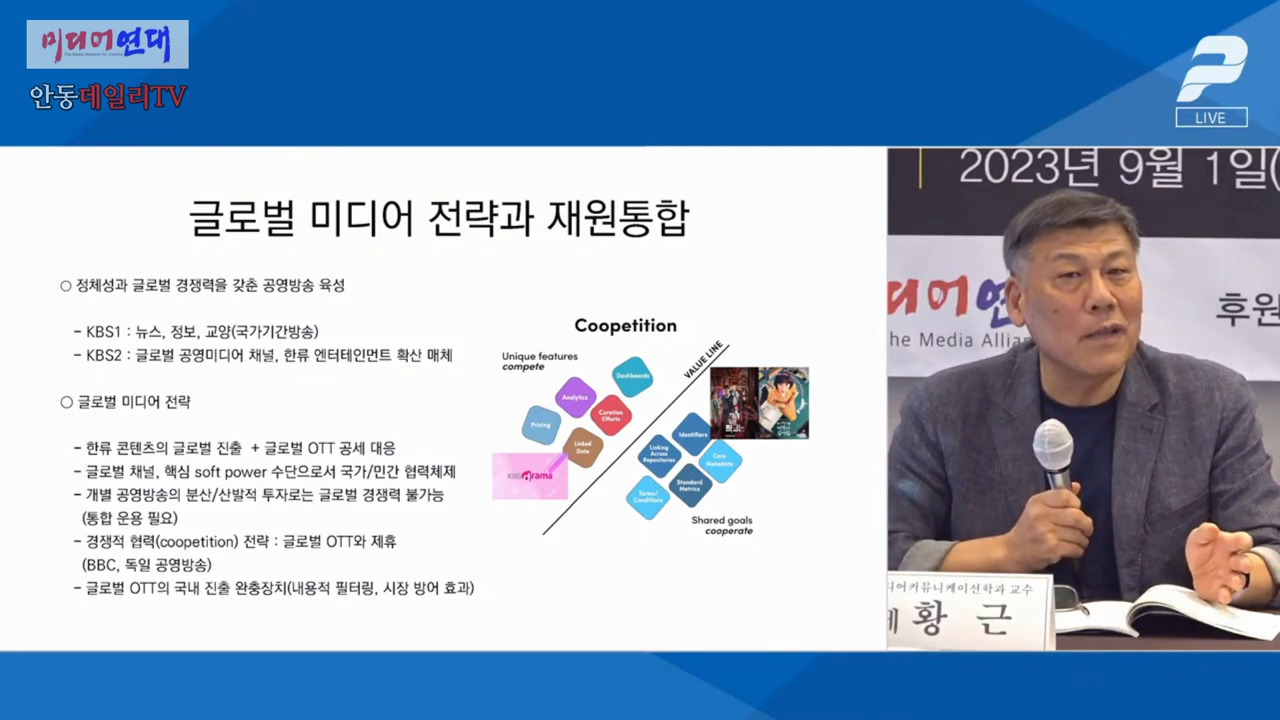 미디어연대
The Media Network for Justice
안동데일리TV
LIVE
글로벌 미디어 전략과 재원통합
○ 정체성과 글로벌 경쟁력을 갖춘 공영방송 육성
- KBS1 : 뉴스, 정보, 교양(국가기간방송)
- KBS2 : 글로벌 공영미디어 채널, 한류 엔터테인먼트 확산 매체
○ 글로벌 미디어 전략
- 한류 콘텐츠의 글로벌 진출 + 글로벌 OTT 공세 대응
- 글로벌 채널, 핵심 soft power 수단으로서 국가/민간 협력체제
- 개별 공영방송의 분산/산발적 투자로는 글로벌 경쟁력 불가능
(통합 운용 필요)
- 경쟁적 협력(coopetition) 전략 : 글로벌 OTT와 제휴
(BBC, 독일 공영방송)
- 글로벌 OTT의 국내 진출 완충장치(내용적 필터링, 시장 방어 효과)
Coopetition
Unique features
compete
VALUE LINE
Dashboards
Analytics
Curation
Efforts
Pricing
Linked
Data
KBS drama
Identifiers
Linking
Across
Repositories
Core
Metadata
Standard
Metrics
Terms/
Conditions
Shared goals
cooperate
2023년 9월 1일(
디어연
he Media Allian
후원
디어커뮤니케이션학과 교수
제 황 근